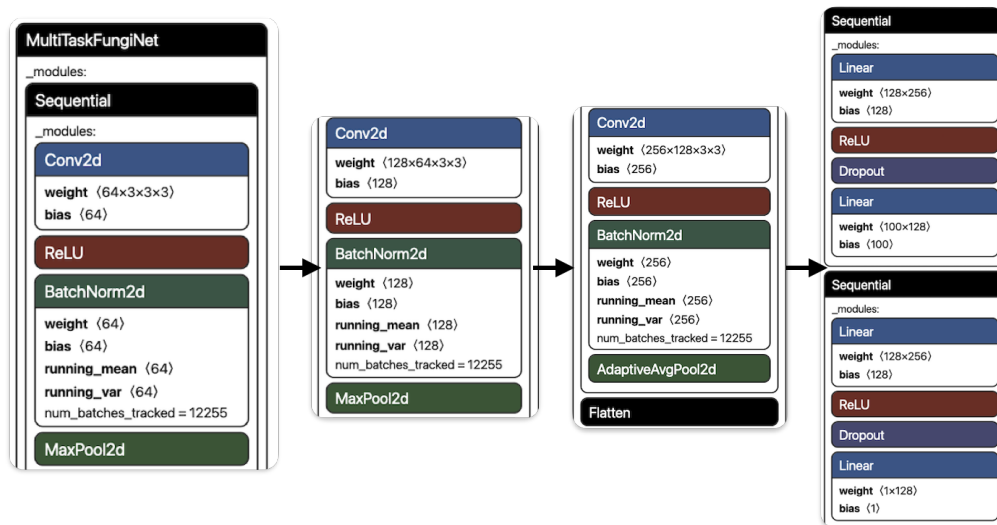 MultiTaskFungiNet
_modules:
Sequential
_modules:
Conv2d
weight ⟨64×3×3×3⟩
bias ⟨64⟩
ReLU
BatchNorm2d
weight ⟨64⟩
bias ⟨64⟩
running_mean ⟨64⟩
running_var ⟨64⟩
num_batches_tracked = 12255
MaxPool2d
Conv2d
weight ⟨128×64×3×3⟩
bias ⟨128⟩
ReLU
BatchNorm2d
weight ⟨128⟩
bias ⟨128⟩
running_mean ⟨128⟩
running_var ⟨128⟩
num_batches_tracked = 12255
MaxPool2d
Conv2d
weight ⟨256×128×3×3⟩
bias ⟨256⟩
ReLU
BatchNorm2d
weight ⟨256⟩
bias ⟨256⟩
running_mean ⟨256⟩
running_var ⟨256⟩
num_batches_tracked = 12255
AdaptiveAvgPool2d
Flatten
Sequential
_modules:
Linear
weight ⟨128×256⟩
bias ⟨128⟩
ReLU
Dropout
Linear
weight ⟨100×128⟩
bias ⟨100⟩
Sequential
_modules:
Linear
weight ⟨128×256⟩
bias ⟨128⟩
ReLU
Dropout
Linear
weight ⟨1×128⟩
bias ⟨1⟩